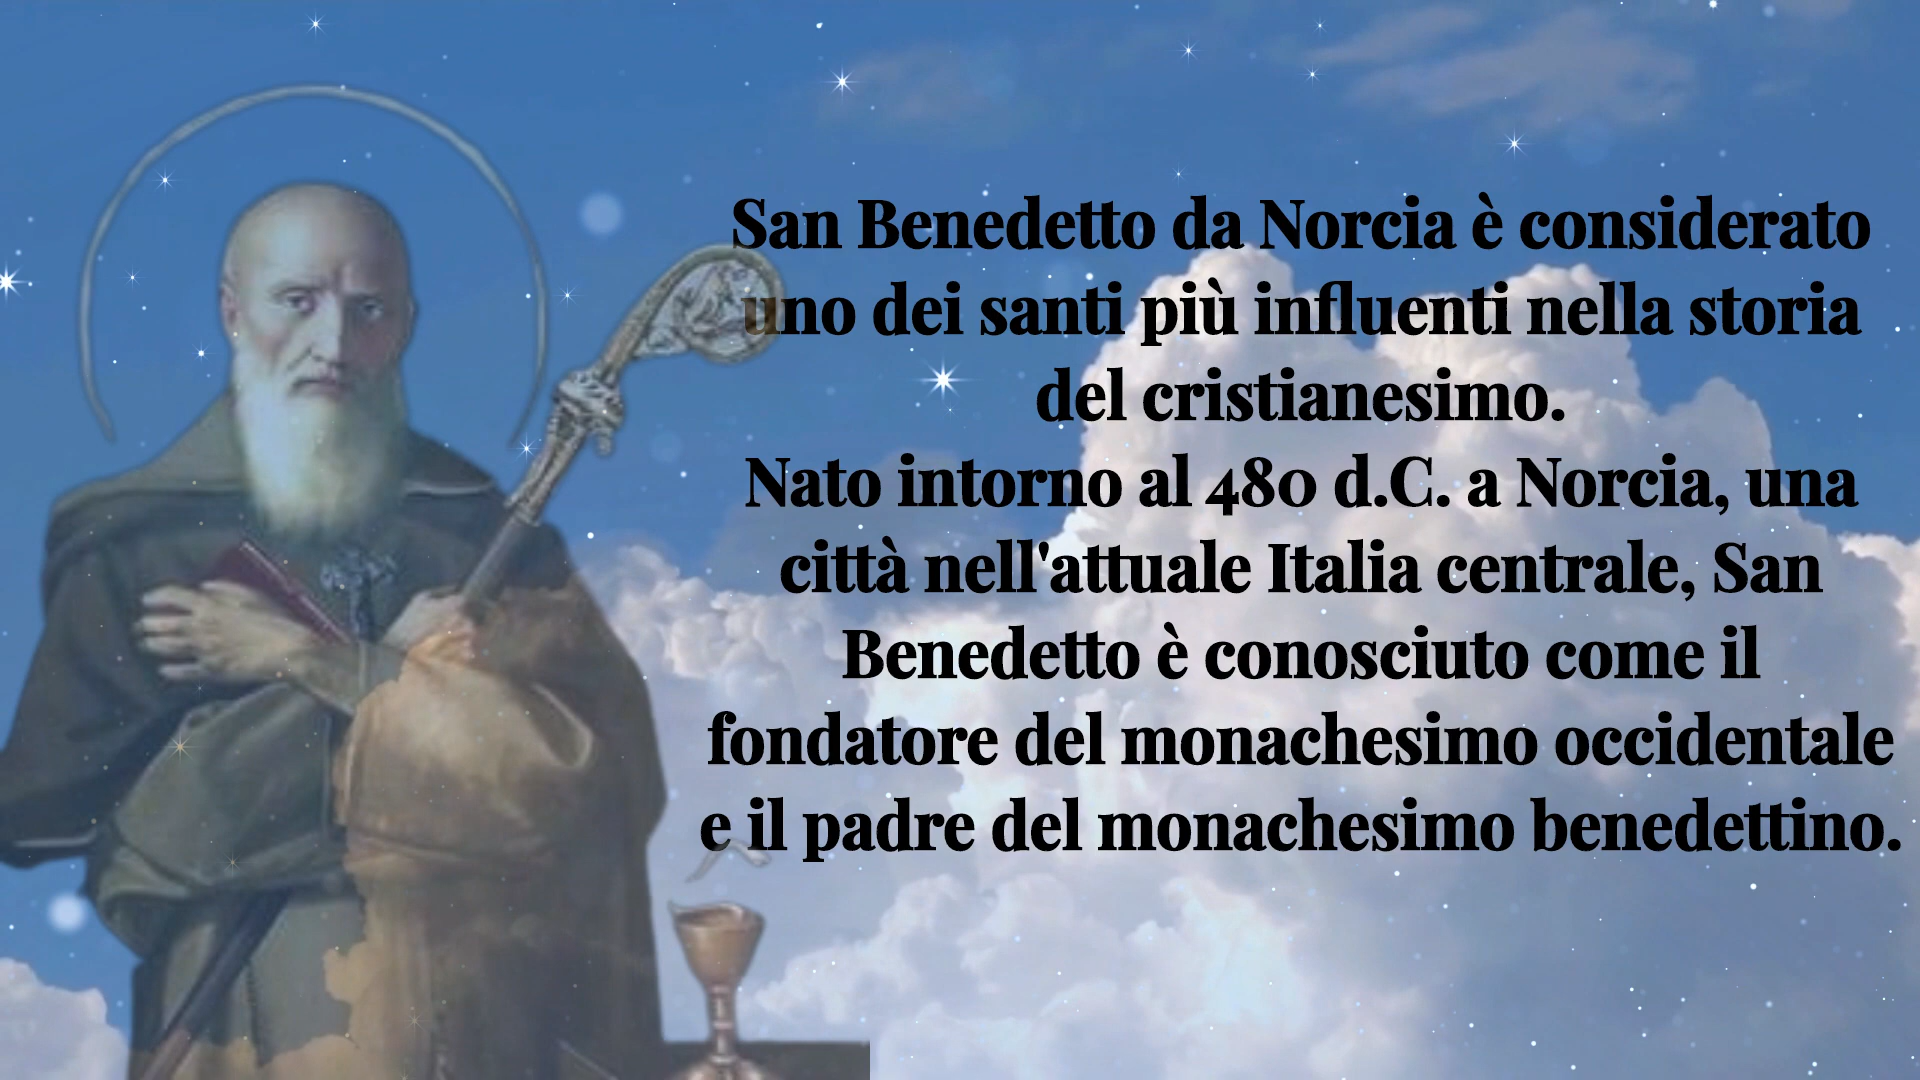 San Benedetto da Norcia è considerato
uno dei santi più influenti nella storia
del cristianesimo.
Nato intorno al 480 d.C. a Norcia, una
città nell'attuale Italia centrale, San
Benedetto è conosciuto come il
fondatore del monachesimo occidentale
e il padre del monachesimo benedettino.